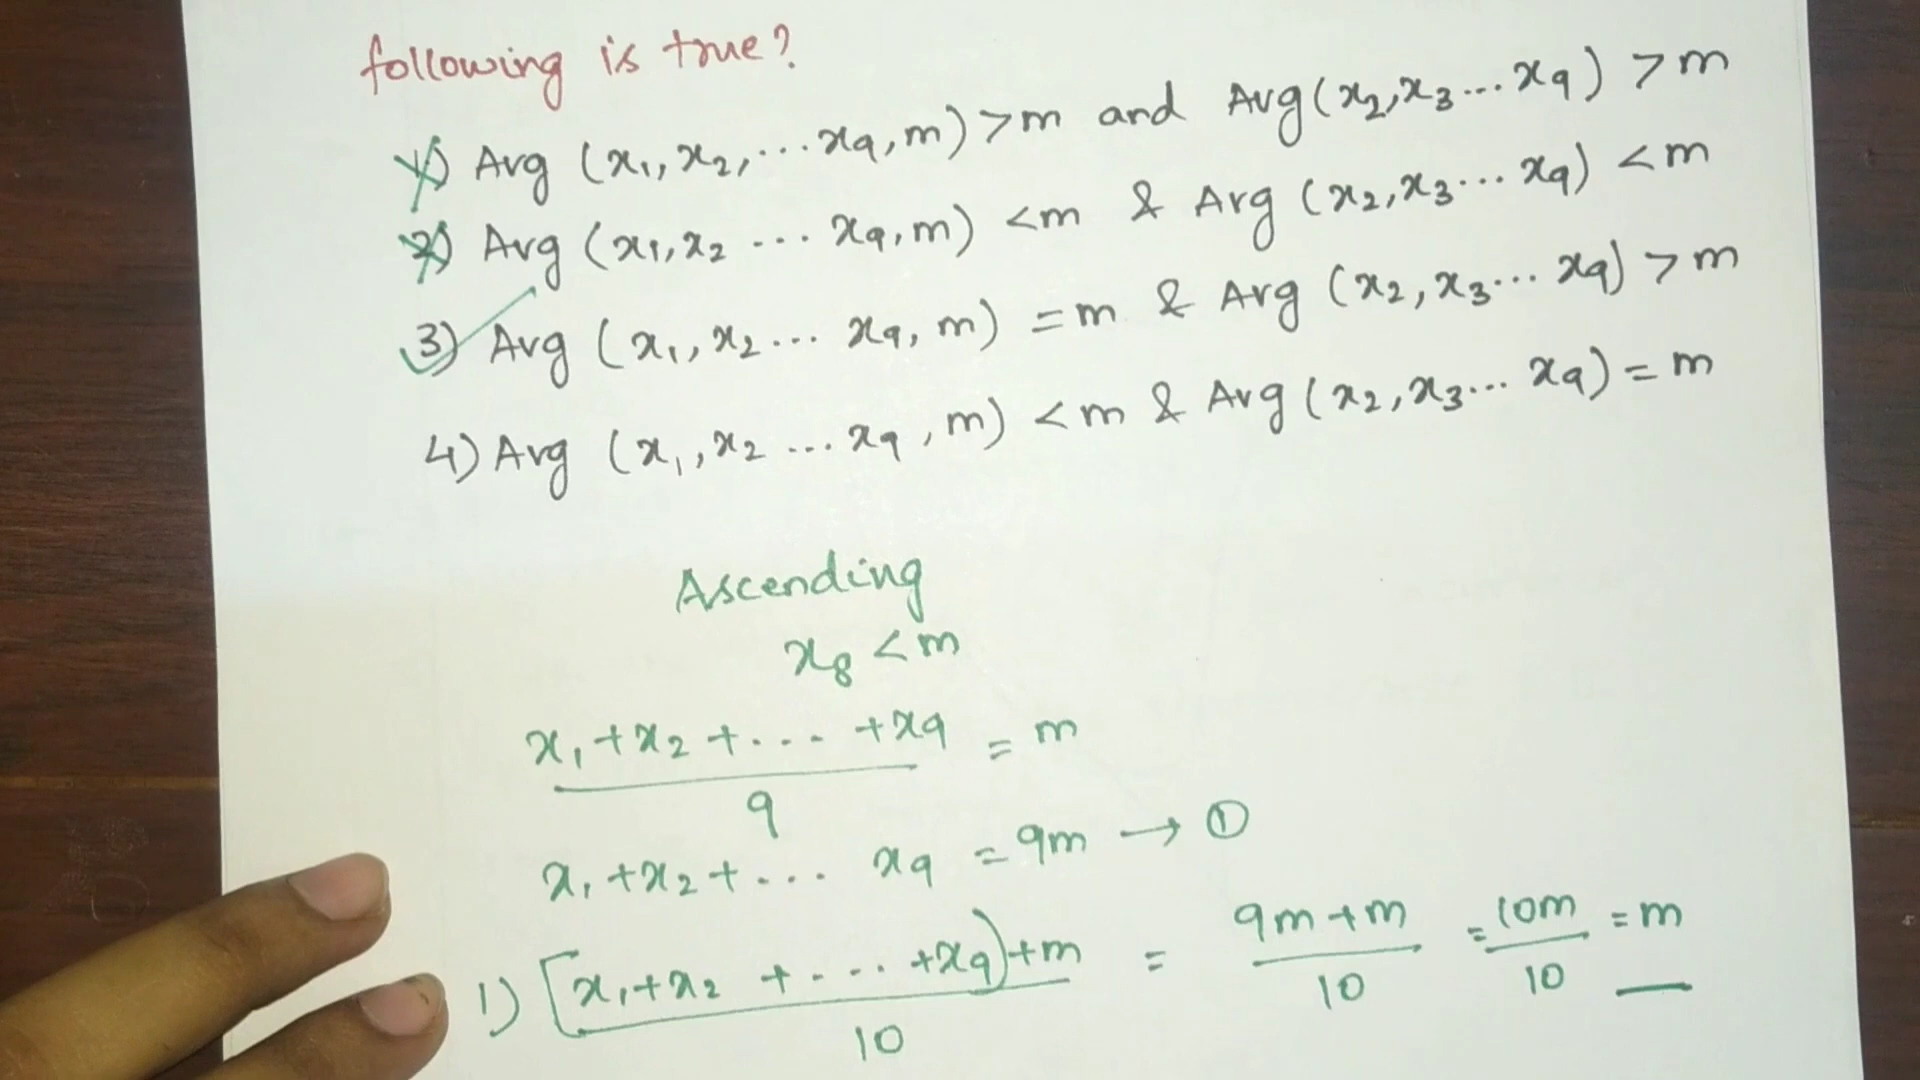 following is true?
1) Avg (x₁, x₂, ... x₉, m) > m and Avg (x₂, x₃ ... x₉) > m
2) Avg (x₁, x₂ ... x₉, m) < m & Avg (x₂, x₃ ... x₉) < m
3) Avg (x₁, x₂ ... x₉, m) = m & Avg (x₂, x₃ ... x₉) > m
4) Avg (x₁, x₂ ... x₉, m) < m & Avg (x₂, x₃ ... x₉) = m
Ascending
x₈ < m
x₁ + x₂ + ... + x₉ = m
9
x₁ + x₂ + ... x₉ = 9m → ①
1) [x₁ + x₂ + ... + x₉) + m = 9m + m = 10m = m
10 10 10